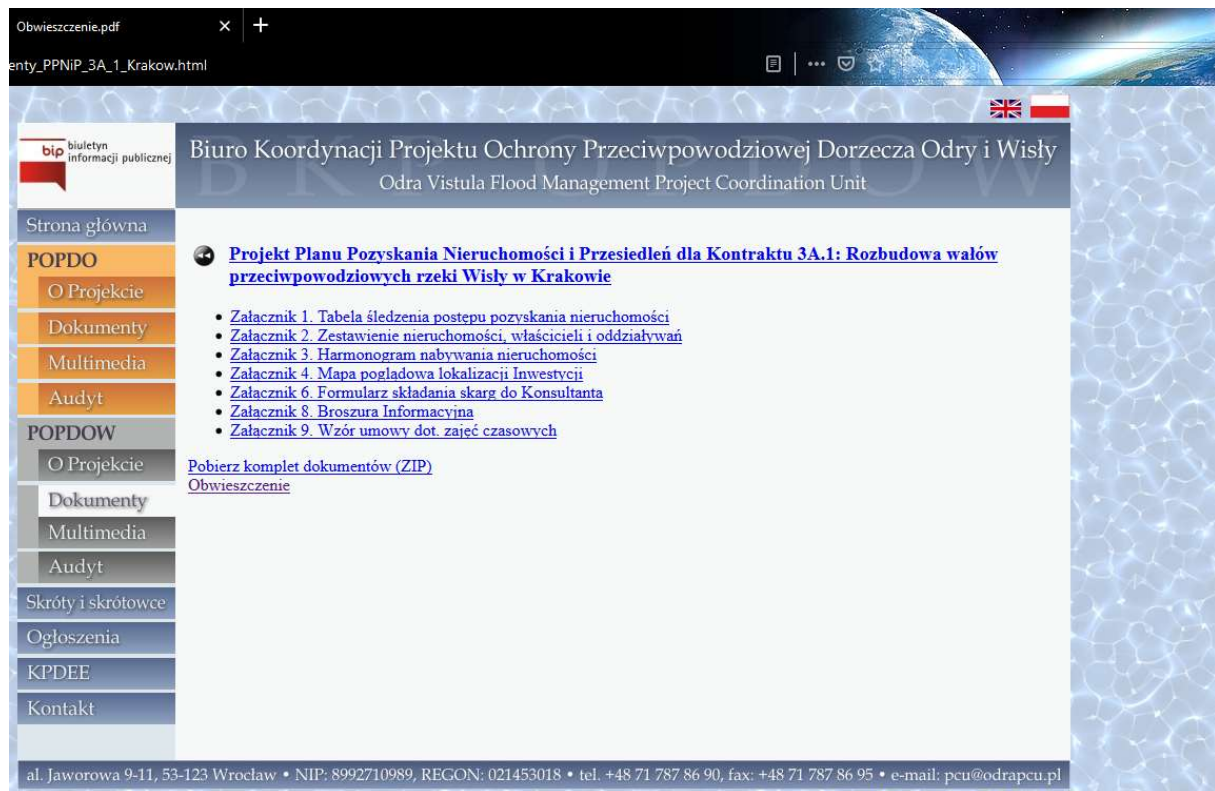 Obwieszczenie.pdf
enty_PPNiP_3A_1_Krakow.html
bip biuletyn
informacji publicznej
Biuro Koordynacji Projektu Ochrony Przeciwpowodziowej Dorzecza Odry i Wisły
Odra Vistula Flood Management Project Coordination Unit
Strona główna
POPDO
O Projekcie
Dokumenty
Multimedia
Audyt
POPDOW
O Projekcie
Dokumenty
Multimedia
Audyt
Skróty i skrótowce
Ogłoszenia
KPDEE
Kontakt
Projekt Planu Pozyskania Nieruchomości i Przesiedleń dla Kontraktu 3A.1: Rozbudowa wałów
przeciwpowodziowych rzeki Wisły w Krakowie
• Załącznik 1. Tabela śledzenia postępu pozyskania nieruchomości
• Załącznik 2. Zestawienie nieruchomości, właścicieli i oddziaływań
• Załącznik 3. Harmonogram nabywania nieruchomości
• Załącznik 4. Mapa poglądowa lokalizacji Inwestycji
• Załącznik 6. Formularz składania skarg do Konsultanta
• Załącznik 8. Broszura Informacyjna
• Załącznik 9. Wzór umowy dot. zajęć czasowych
Pobierz komplet dokumentów (ZIP)
Obwieszczenie
al. Jaworowa 9-11, 53-123 Wrocław • NIP: 8992710989, REGON: 021453018 • tel. +48 71 787 86 90, fax: +48 71 787 86 95 • e-mail: pcu@odrapcu.pl